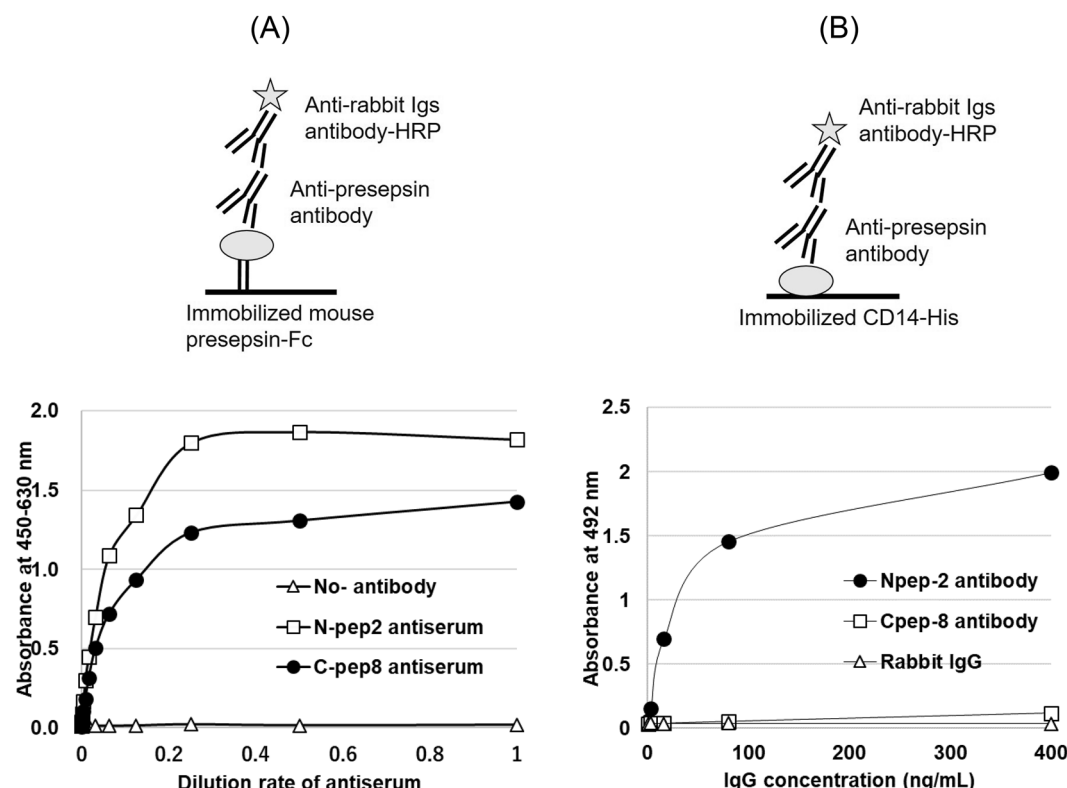 (A)
Anti-rabbit Igs
antibody-HRP
Anti-presepsin
antibody
Immobilized mouse
presepsin-Fc
Absorbance at 450-630 nm
2.0
1.5
1.0
0.5
0.0
No- antibody
N-pep2 antiserum
C-pep8 antiserum
0
0.2
0.4
0.6
0.8
1
Dilution rate of antiserum
(B)
Anti-rabbit Igs
antibody-HRP
Anti-presepsin
antibody
Immobilized CD14-His
Absorbance at 492 nm
2.5
2
1.5
1
0.5
0
Npep-2 antibody
Cpep-8 antibody
Rabbit IgG
0
100
200
300
400
IgG concentration (ng/mL)